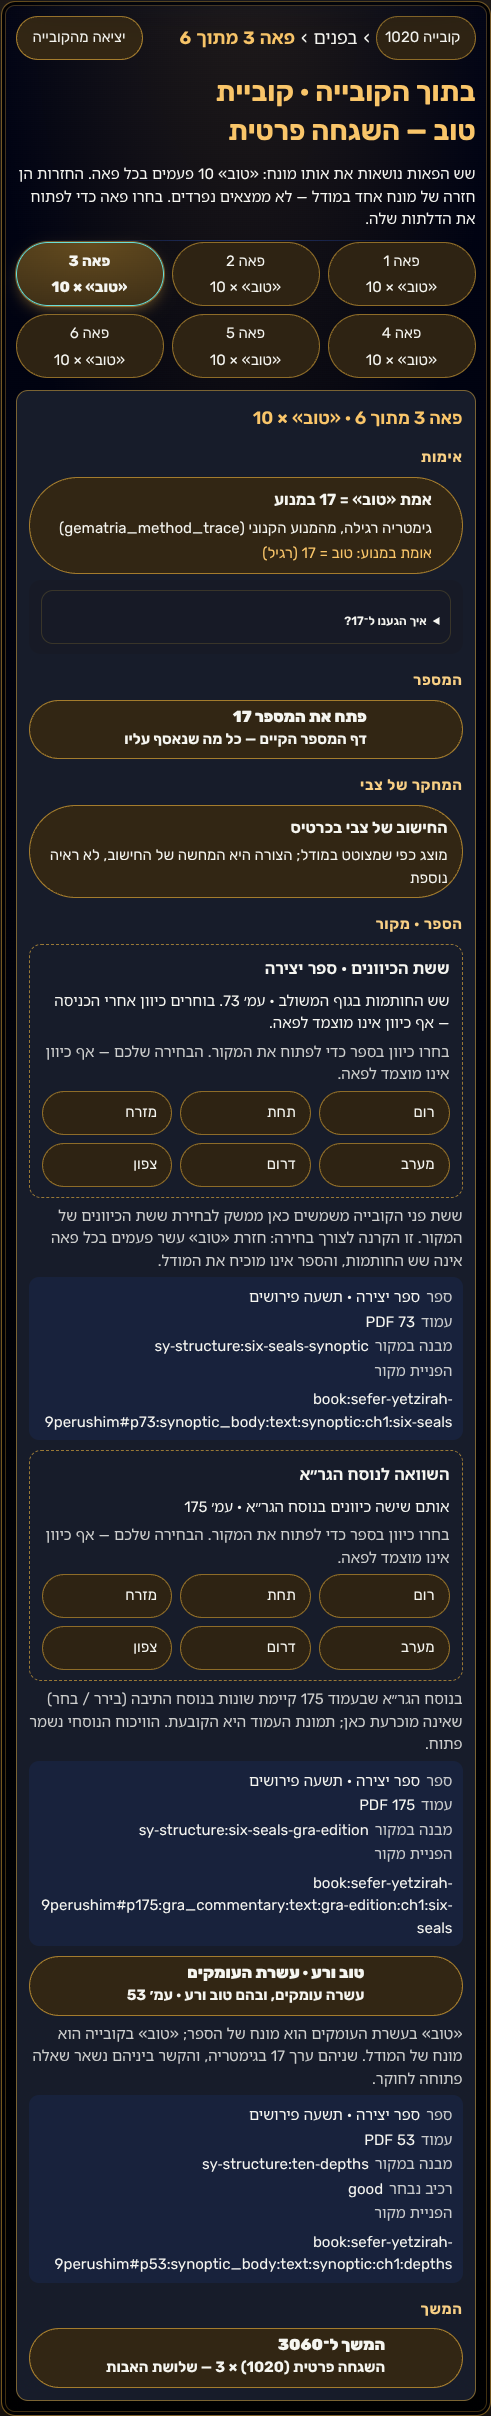 קובייה 1020 › בפנים › פאה 3 מתוך 6 יציאה מהקובייה
בתוך הקובייה · קוביית
טוב – השגחה פרטית
שש הפאות נושאות את אותו מונח: «טוב» 10 פעמים בכל פאה. החזרות הן
חזרה של מונח אחד במודל – לא ממצאים נפרדים. בחרו פאה כדי לפתוח
את הדלתות שלה.
פאה 1 פאה 2 פאה 3
«טוב» × 10 «טוב» × 10 «טוב» × 10
פאה 4 פאה 5 פאה 6
«טוב» × 10 «טוב» × 10 «טוב» × 10
פאה 3 מתוך 6 · «טוב» × 10
אימות
אמת «טוב» = 17 במנוע
גימטריה רגילה, מהמנוע הקנוני (gematria_method_trace)
אומת במנוע: טוב = 17 (רגיל)
◀ איך הגענו ל־17?
המספר
פתח את המספר 17
דף המספר הקיים – כל מה שנאסף עליו
המחקר של צבי
החישוב של צבי בכרטיס
מוצג כפי שמצוטט במודל; הצורה היא המחשה של החישוב, לא ראיה
נוספת
הספר · מקור
ששת הכיוונים · ספר יצירה
שש החותמות בגוף המשולב · עמ׳ 73. בוחרים כיוון אחרי הכניסה
– אף כיוון אינו מוצמד לפאה.
בחרו כיוון בספר כדי לפתוח את המקור. הבחירה שלכם – אף כיוון
אינו מוצמד לפאה.
רום תחת מזרח
מערב דרום צפון
ששת פני הקובייה משמשים כאן ממשק לבחירת ששת הכיוונים של
המקור. זו הקרנה לצורך בחירה: חזרת «טוב» עשר פעמים בכל פאה
אינה שש החותמות, והספר אינו מוכיח את המודל.
ספר ספר יצירה · תשעה פירושים
עמוד PDF 73
מבנה במקור sy-structure:six-seals-synoptic
הפניית מקור
book:sefer-yetzirah-
9perushim#p73:synoptic_body:text:synoptic:ch1:six-seals
השוואה לנוסח הגר״א
אותם שישה כיוונים בנוסח הגר״א · עמ׳ 175
בחרו כיוון בספר כדי לפתוח את המקור. הבחירה שלכם – אף כיוון
אינו מוצמד לפאה.
רום תחת מזרח
מערב דרום צפון
בנוסח הגר״א שבעמוד 175 קיימת שונות בנוסח התיבה (בירר / בחר)
שאינה מוכרעת כאן; תמונת העמוד היא הקובעת. הוויכוח הנוסחי נשמר
פתוח.
ספר ספר יצירה · תשעה פירושים
עמוד PDF 175
מבנה במקור sy-structure:six-seals-gra-edition
הפניית מקור
book:sefer-yetzirah-
9perushim#p175:gra_commentary:text:gra-edition:ch1:six-
seals
טוב ורע · עשרת העומקים
עשרה עומקים, ובהם טוב ורע · עמ׳ 53
«טוב» בעשרת העומקים הוא מונח של הספר; «טוב» בקובייה הוא
מונח של המודל. שניהם ערך 17 בגימטריה, והקשר ביניהם נשאר שאלה
פתוחה לחוקר.
ספר ספר יצירה · תשעה פירושים
עמוד PDF 53
מבנה במקור sy-structure:ten-depths
רכיב נבחר good
הפניית מקור
book:sefer-yetzirah-
9perushim#p53:synoptic_body:text:synoptic:ch1:depths
המשך
המשך ל־3060
השגחה פרטית (1020) × 3 – שלושת האבות